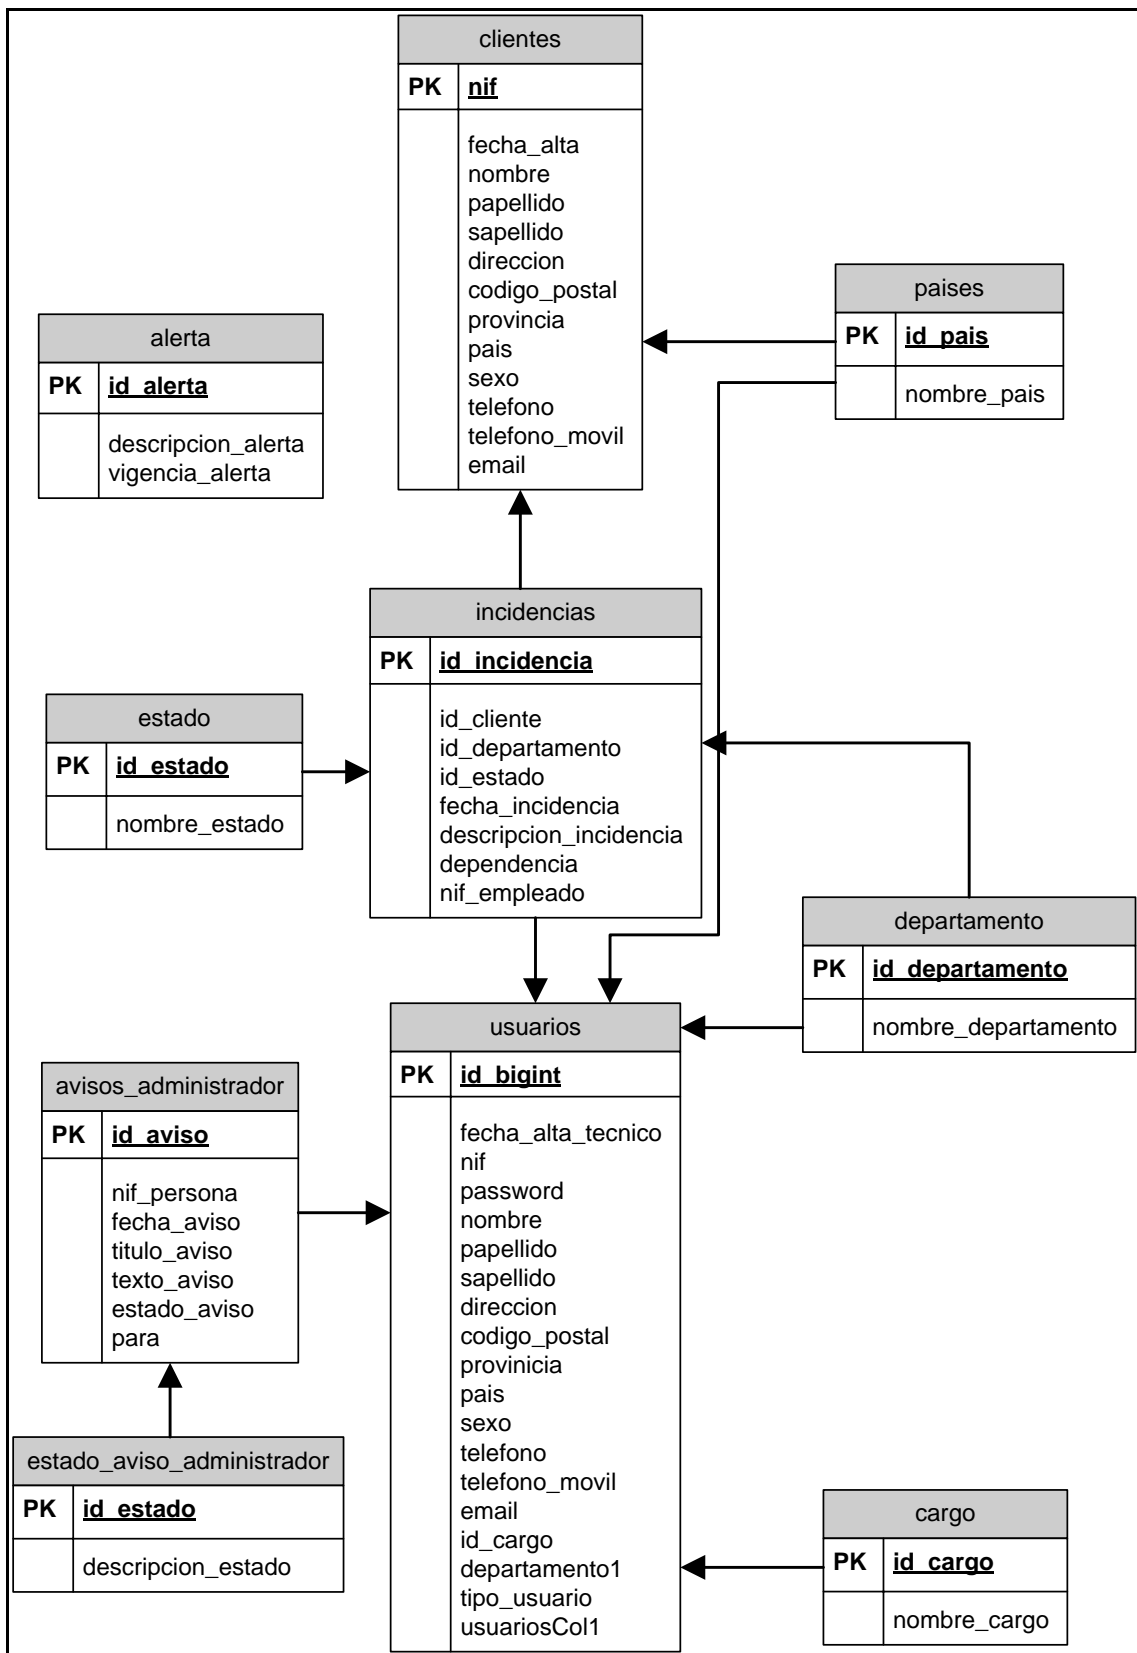 clientes
PK nif
fecha_alta
nombre
papellido
sapellido
direccion
codigo_postal
provincia
pais
sexo
telefono
telefono_movil
email
paises
PK id_pais
nombre_pais
alerta
PK id_alerta
descripcion_alerta
vigencia_alerta
incidencias
PK id_incidencia
id_cliente
id_departamento
id_estado
fecha_incidencia
descripcion_incidencia
dependencia
nif_empleado
estado
PK id_estado
nombre_estado
departamento
PK id_departamento
nombre_departamento
usuarios
PK id_bigint
fecha_alta_tecnico
nif
password
nombre
papellido
sapellido
direccion
codigo_postal
provinicia
pais
sexo
telefono
telefono_movil
email
id_cargo
departamento1
tipo_usuario
usuariosCol1
avisos_administrador
PK id_aviso
nif_persona
fecha_aviso
titulo_aviso
texto_aviso
estado_aviso
para
estado_aviso_administrador
PK id_estado
descripcion_estado
cargo
PK id_cargo
nombre_cargo